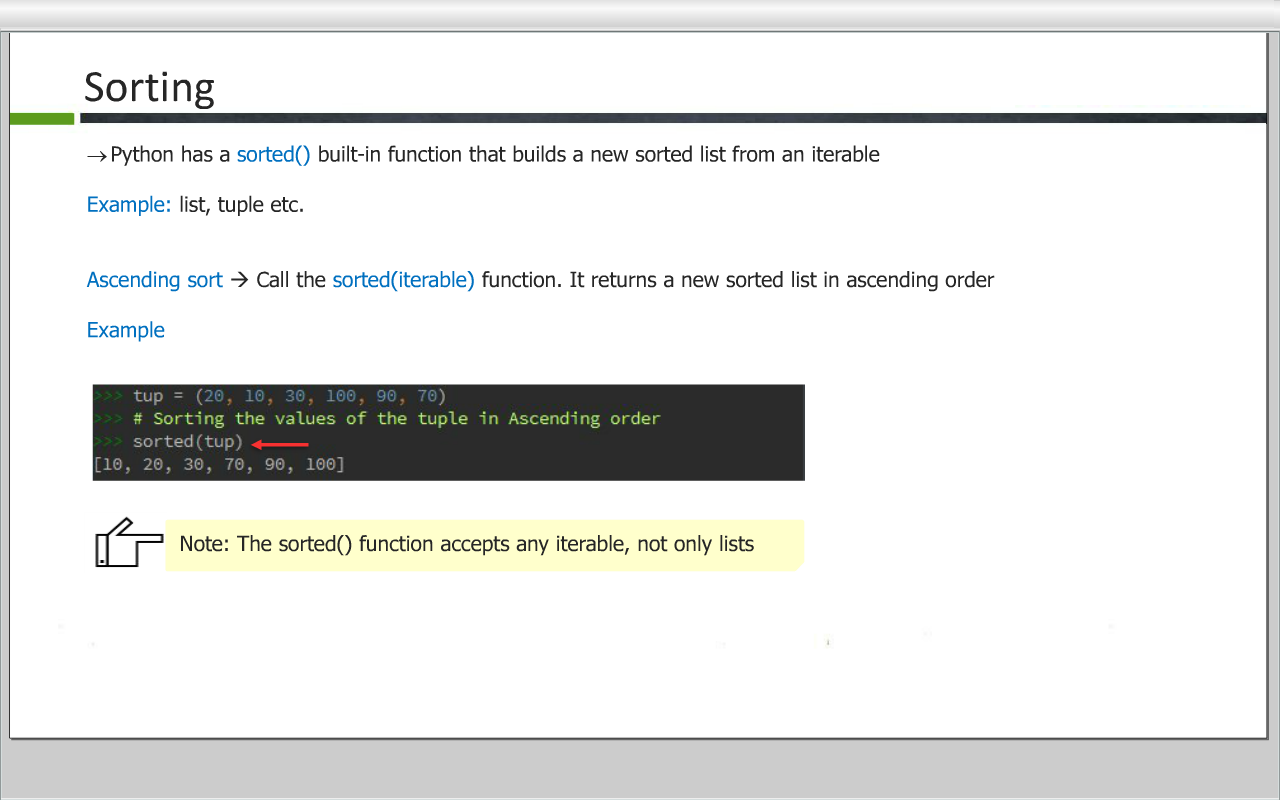 Sorting
→Python has a sorted() built-in function that builds a new sorted list from an iterable
Example: list, tuple etc.
Ascending sort → Call the sorted(iterable) function. It returns a new sorted list in ascending order
Example
>>> tup = (20, 10, 30, 100, 90, 70)
>>> # Sorting the values of the tuple in Ascending order
>>> sorted(tup)
[10, 20, 30, 70, 90, 100]
Note: The sorted() function accepts any iterable, not only lists